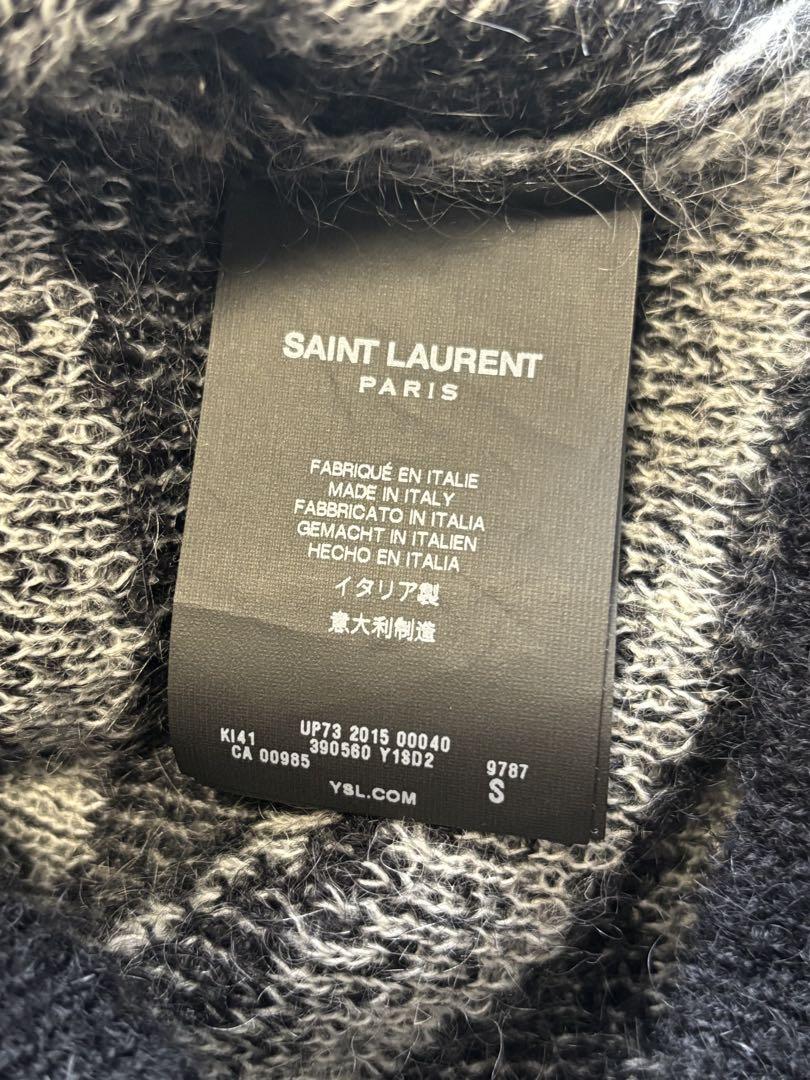 SAINT LAURENT
PARIS
FABRIQUÉ EN ITALIE
MADE IN ITALY
FABBRICATO IN ITALIA
GEMACHT IN ITALIEN
HECHO EN ITALIA
イタリア製
意大利制造
KI41 UP73 2015 00040
CA 00985 390560 Y1SD2 9787
S
YSL.COM